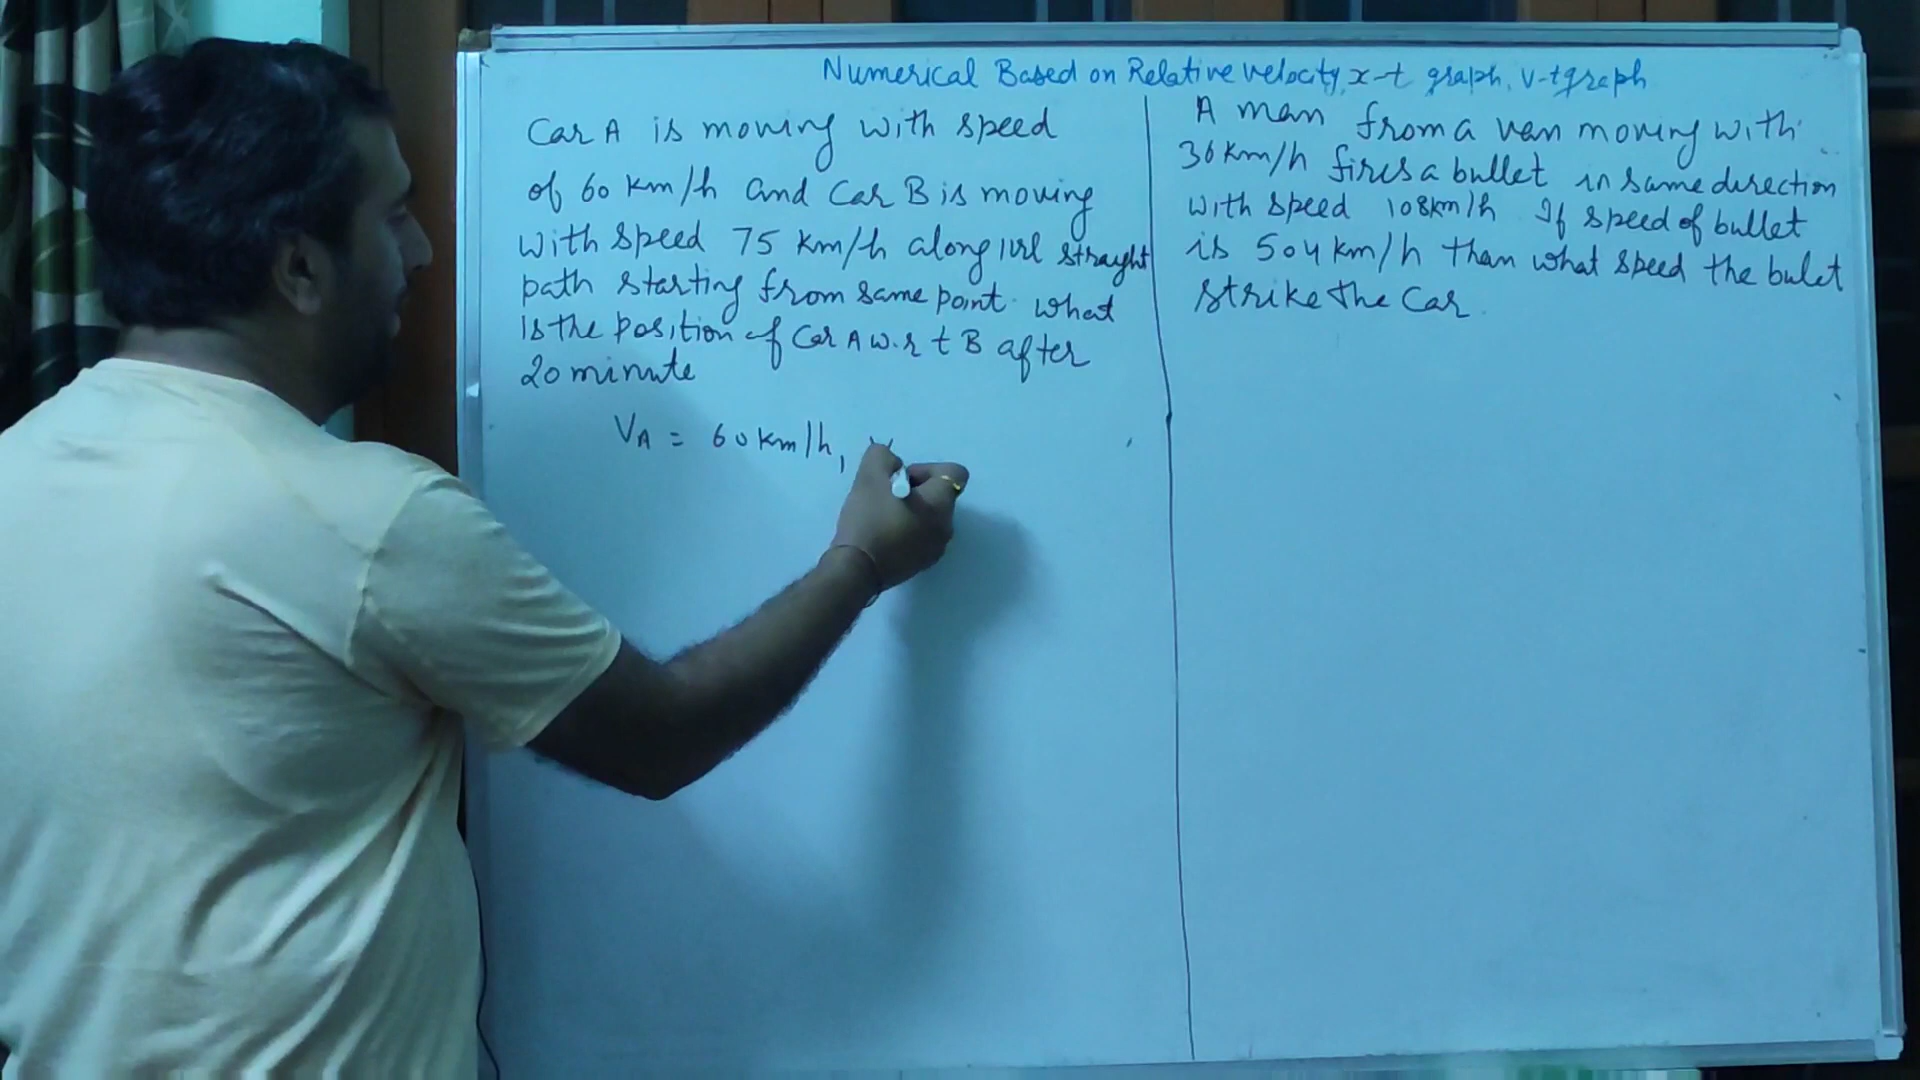 Numerical Based on Relative velocity, x-t graph, v-tgraph
Car A is moving with speed
of 60 km/h and Car B is moving
with speed 75 km/h along straight
path starting from same point. what
is the position of Car A w.r t B after
20 minute
VA = 60 km/h, V
A man from a van moving with
36 km/h fires a bullet in same direction
with speed 108 km/h If speed of bullet
is 504 km/h than what speed the bulet
strike the Car.